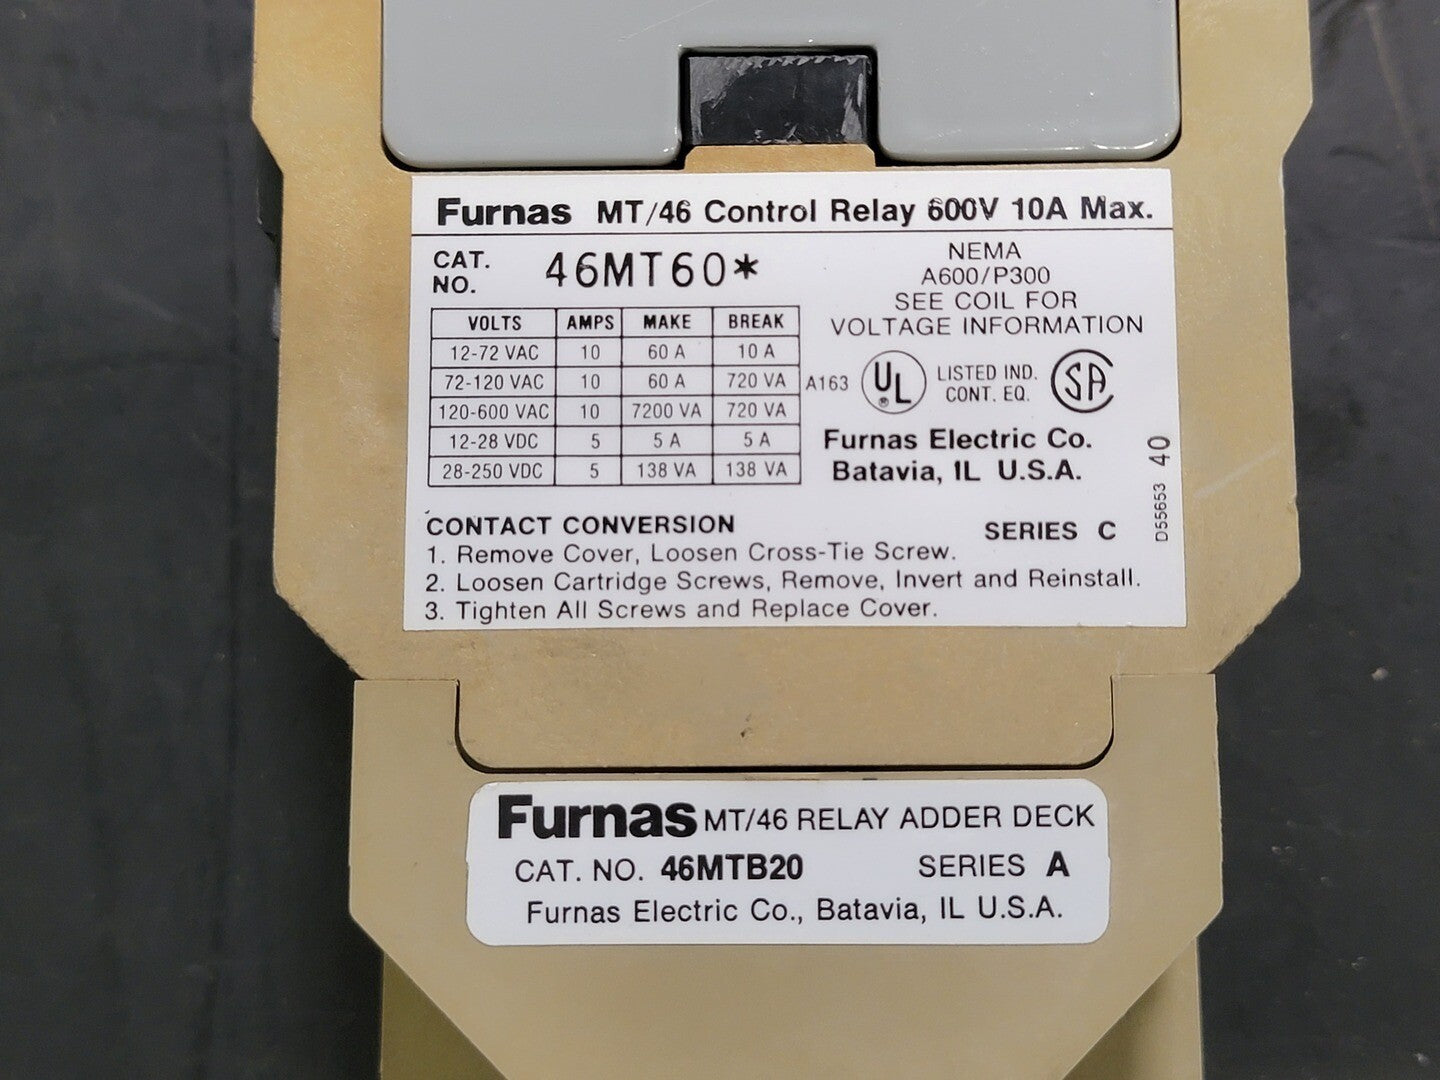 Furnas MT/46 Control Relay 600V 10A Max.
CAT. NO. 46MT60*
NEMA
A600/P300
SEE COIL FOR
VOLTAGE INFORMATION
VOLTS AMPS MAKE BREAK
12-72 VAC 10 60 A 10 A
72-120 VAC 10 60 A 720 VA
120-600 VAC 10 7200 VA 720 VA
12-28 VDC 5 5 A 5 A
28-250 VDC 5 138 VA 138 VA
A163 UL® LISTED IND. CONT. EQ. SA
Furnas Electric Co.
Batavia, IL U.S.A.
D55653 40
CONTACT CONVERSION
SERIES C
1. Remove Cover, Loosen Cross-Tie Screw.
2. Loosen Cartridge Screws, Remove, Invert and Reinstall.
3. Tighten All Screws and Replace Cover.
Furnas MT/46 RELAY ADDER DECK
CAT. NO. 46MTB20 SERIES A
Furnas Electric Co., Batavia, IL U.S.A.